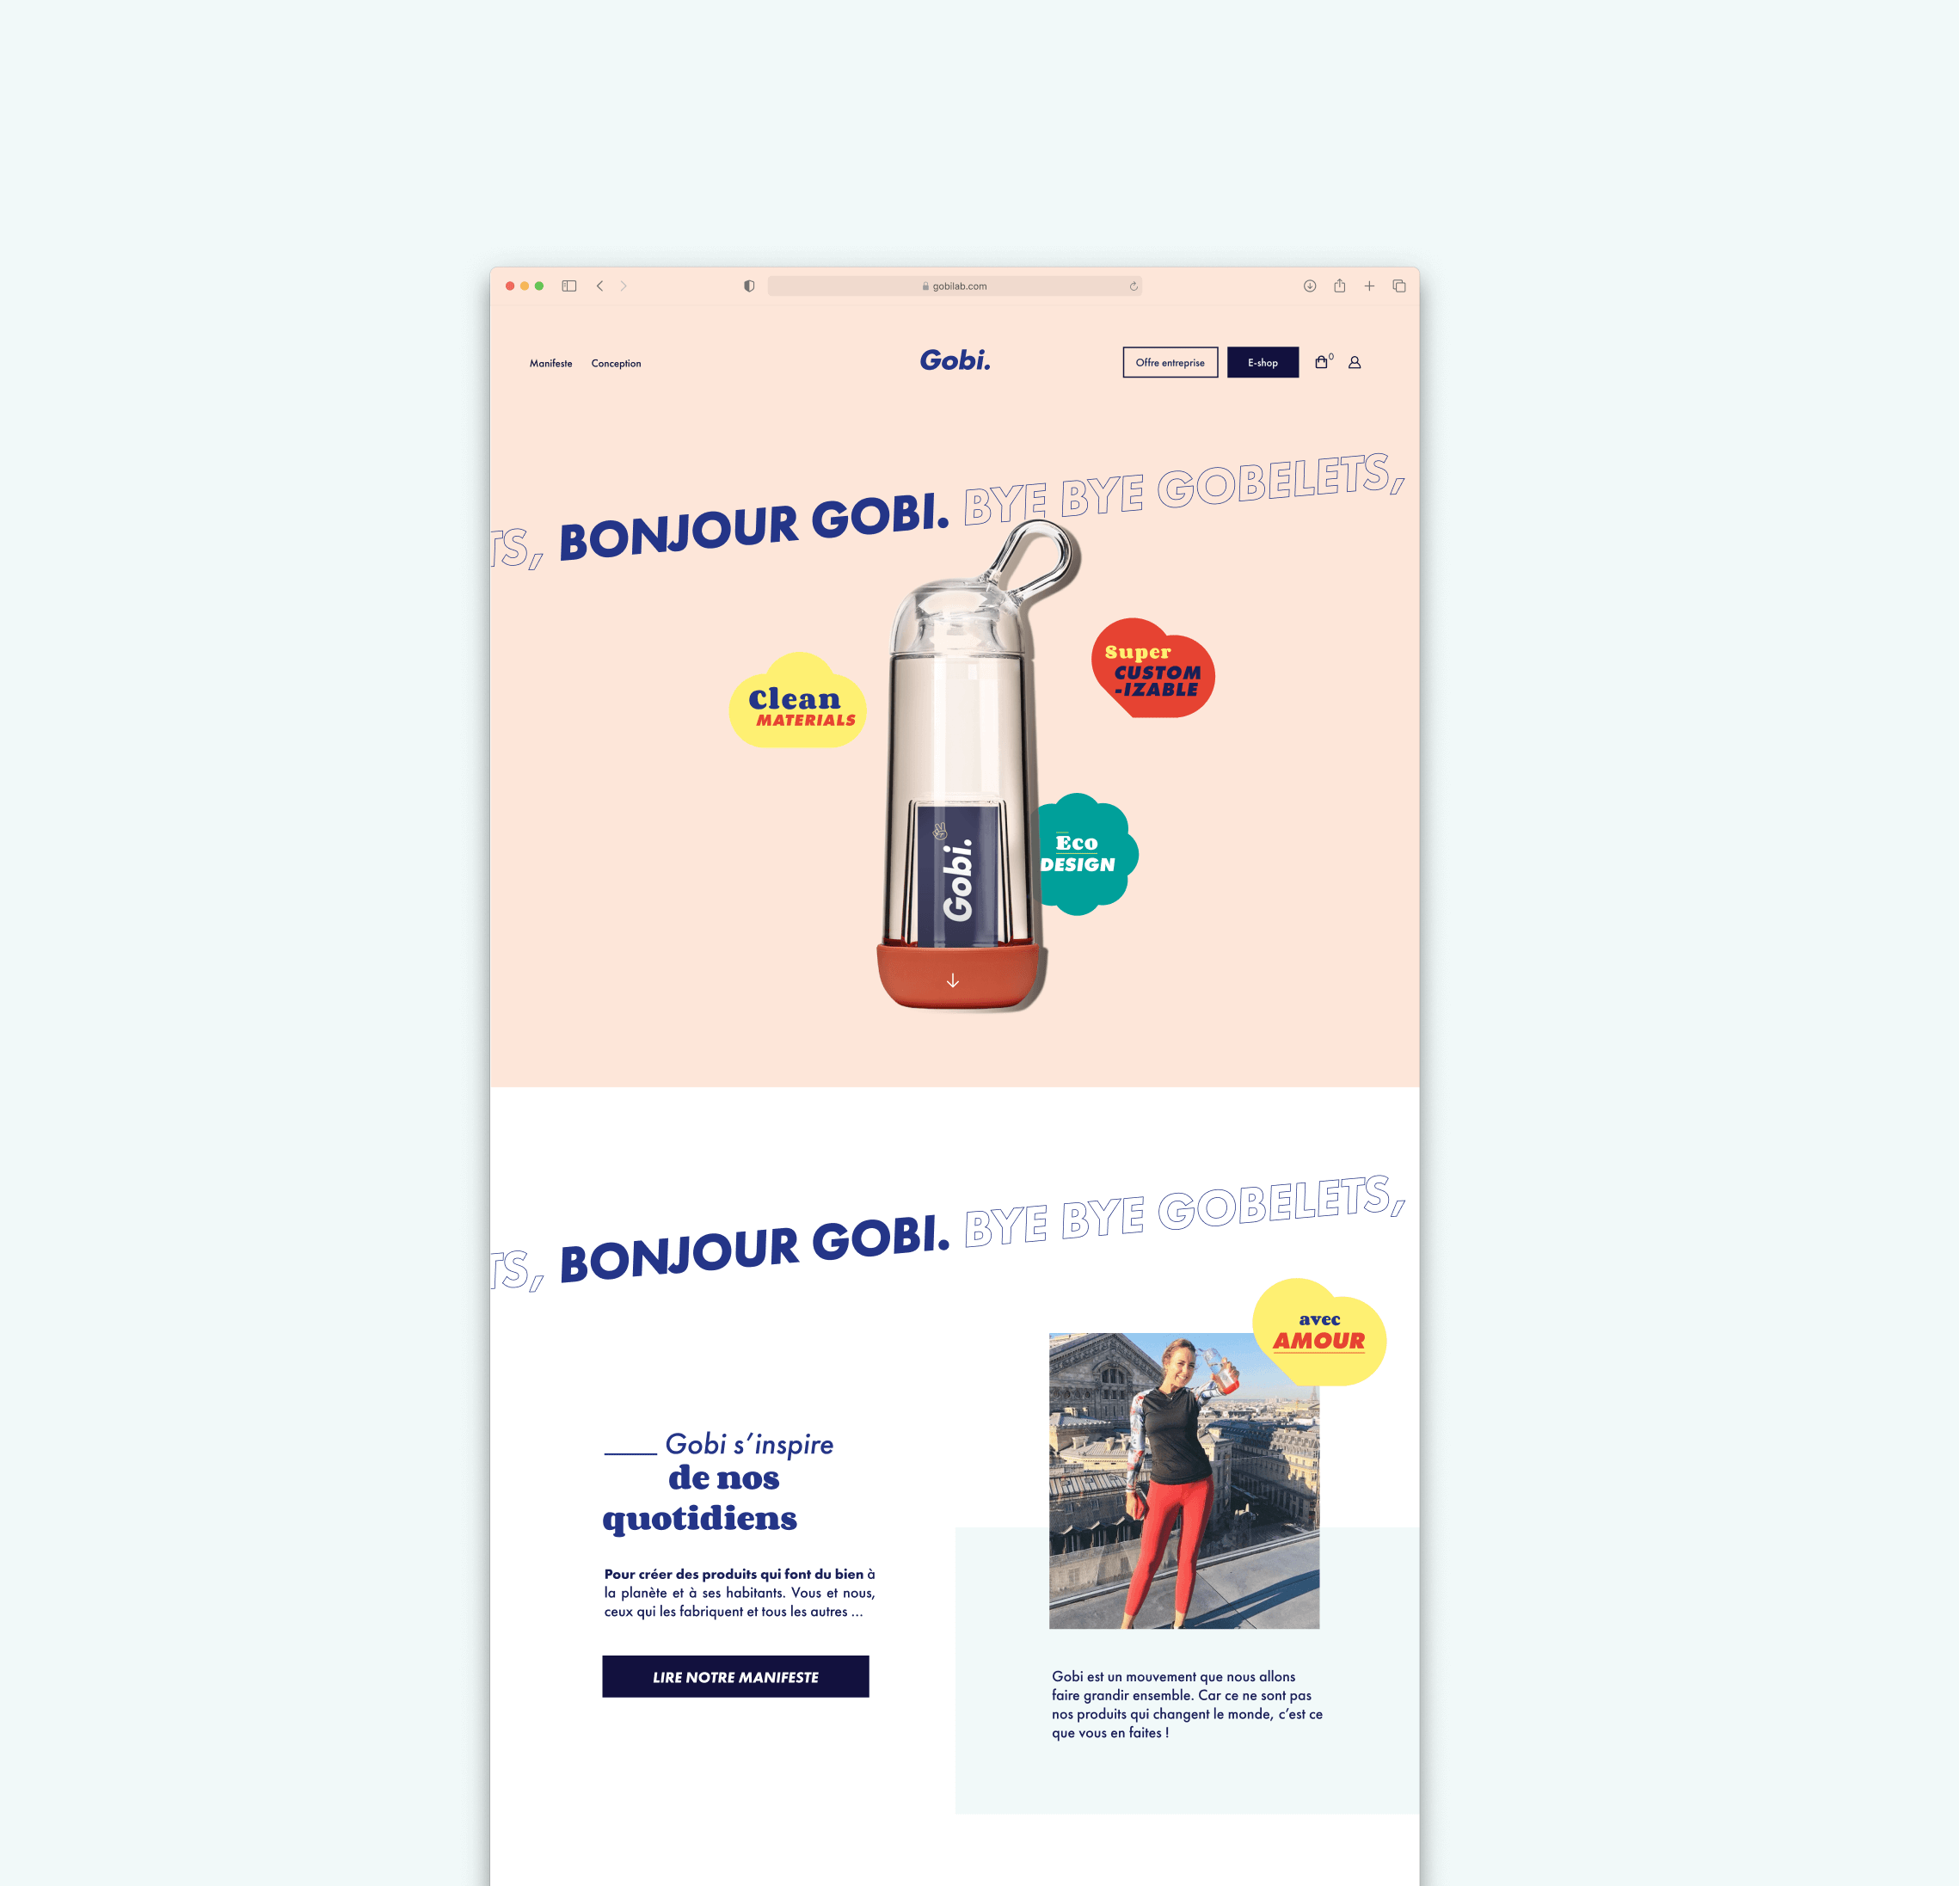 gobilab.com
Manifeste
Conception
Gobi.
Offre entreprise
E-shop
0
TS, BONJOUR GOBI. BYE BYE GOBELETS,
Clean
MATERIALS
Super
CUSTOM
-IZABLE
Gobi.
Eco
DESIGN
TS, BONJOUR GOBI. BYE BYE GOBELETS,
avec
AMOUR
Gobi s’inspire
de nos
quotidiens
Pour créer des produits qui font du bien à
la planète et à ses habitants. Vous et nous,
ceux qui les fabriquent et tous les autres ...
LIRE NOTRE MANIFESTE
Gobi est un mouvement que nous allons
faire grandir ensemble. Car ce ne sont pas
nos produits qui changent le monde, c’est ce
que vous en faites !